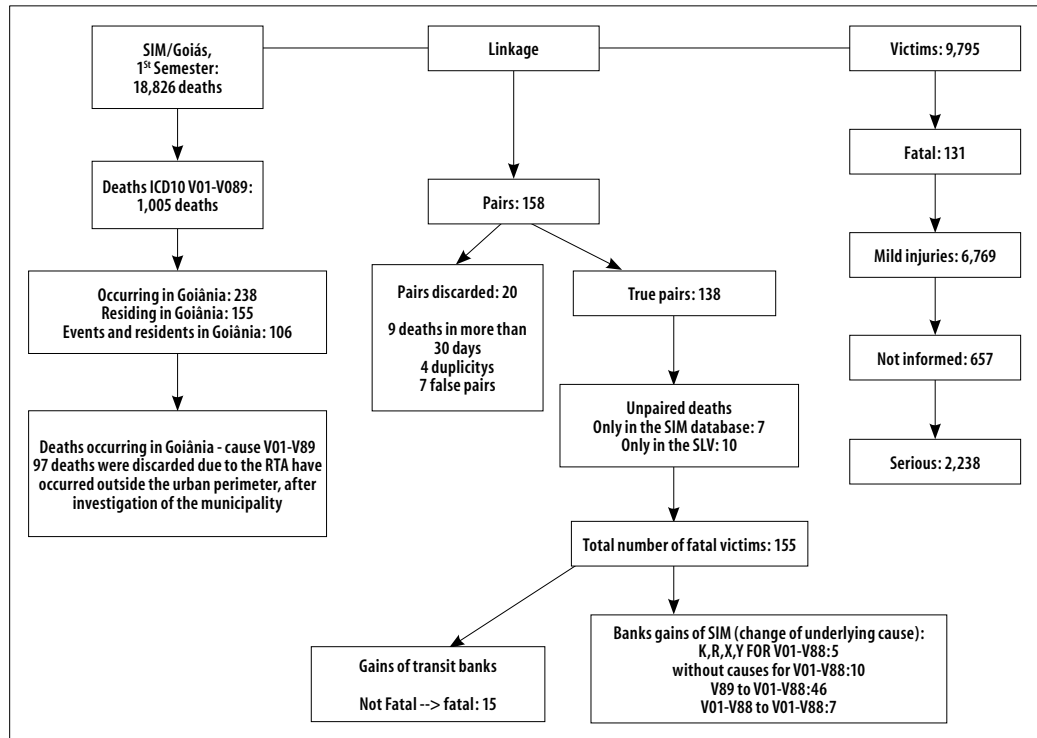 SIM/Goiás,
1St Semester:
18,826 deaths
Linkage
Victims: 9,795
Deaths ICD10 V01-V089:
1,005 deaths
Pairs: 158
Fatal: 131
Mild injuries: 6,769
Occurring in Goiânia: 238
Residing in Goiânia: 155
Events and residents in Goiânia: 106
Pairs discarded: 20
9 deaths in more than
30 days
4 duplicitys
7 false pairs
True pairs: 138
Not informed: 657
Deaths occurring in Goiânia - cause V01-V89
97 deaths were discarded due to the RTA have
occurred outside the urban perimeter, after
investigation of the municipality
Unpaired deaths
Only in the SIM database: 7
Only in the SLV: 10
Serious: 2,238
Total number of fatal victims: 155
Gains of transit banks
Not Fatal --> fatal: 15
Banks gains of SIM (change of underlying cause):
K,R,X,Y FOR V01-V88:5
without causes for V01-V88:10
V89 to V01-V88:46
V01-V88 to V01-V88:7